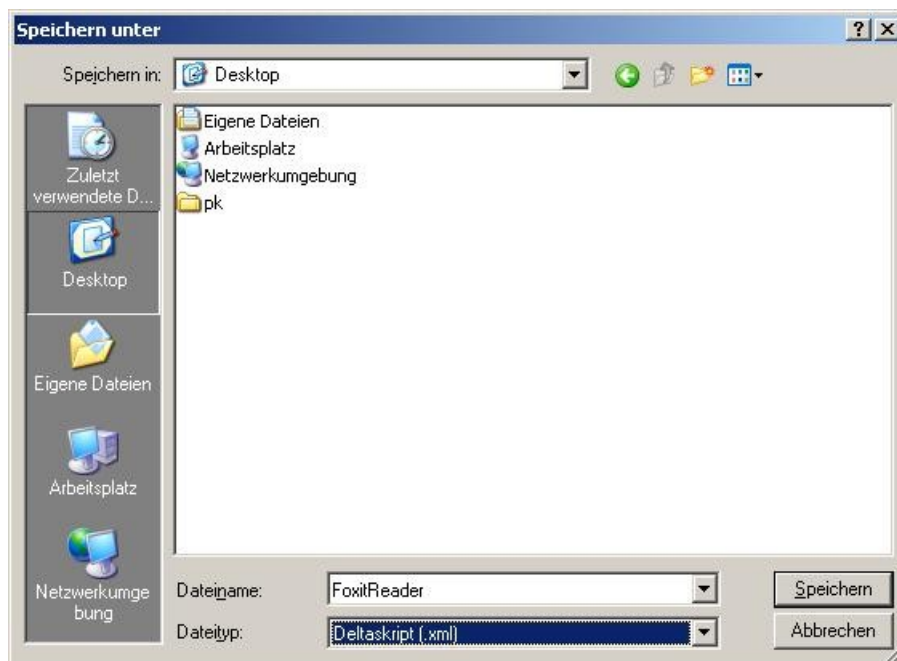 Speichern unter
Speichern in:
Desktop
Zuletzt
verwendete D...
Desktop
Eigene Dateien
Arbeitsplatz
Netzwerkumge
bung
Eigene Dateien
Arbeitsplatz
Netzwerkumgebung
pk
Dateiname:
FoxitReader
Speichern
Dateityp:
Deltaskript (.xml)
Abbrechen